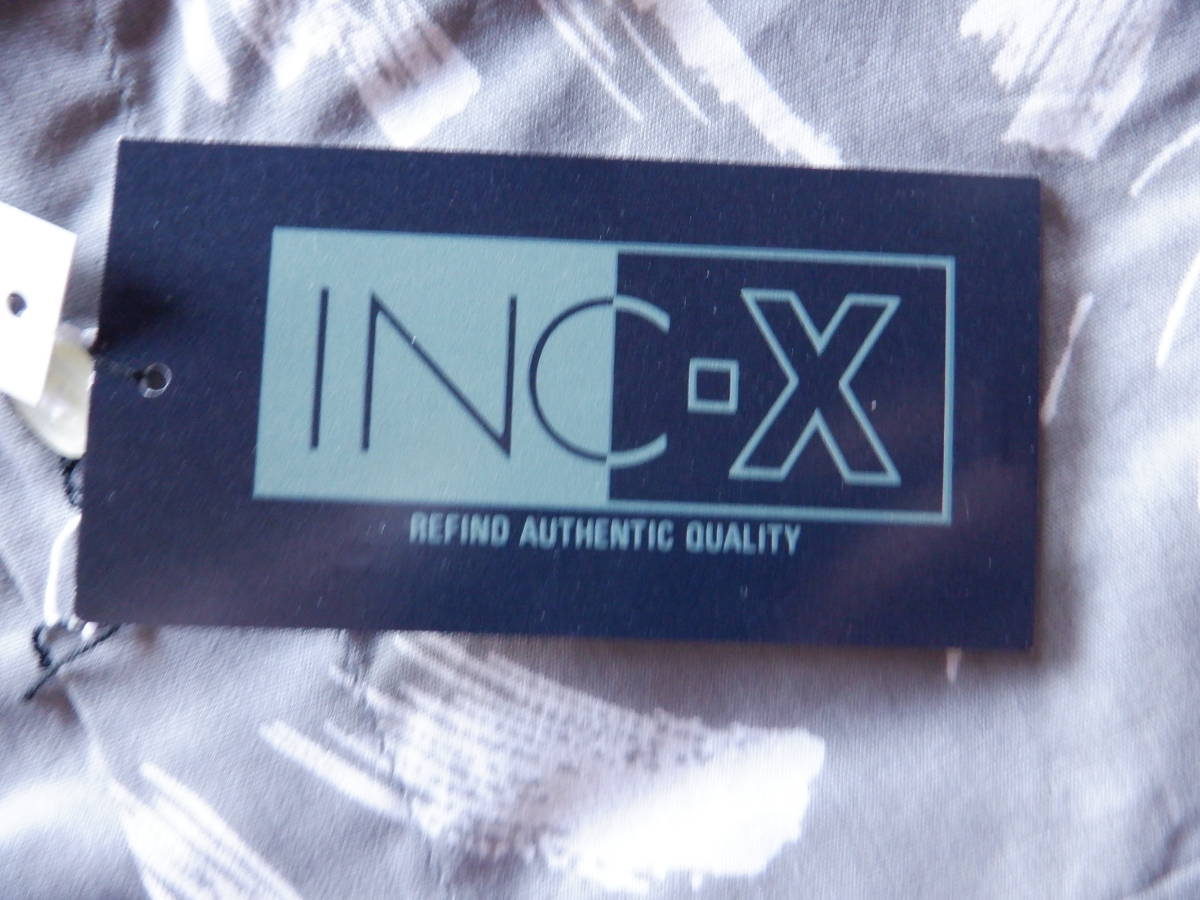 INC-X
REFIND AUTHENTIC QUALITY